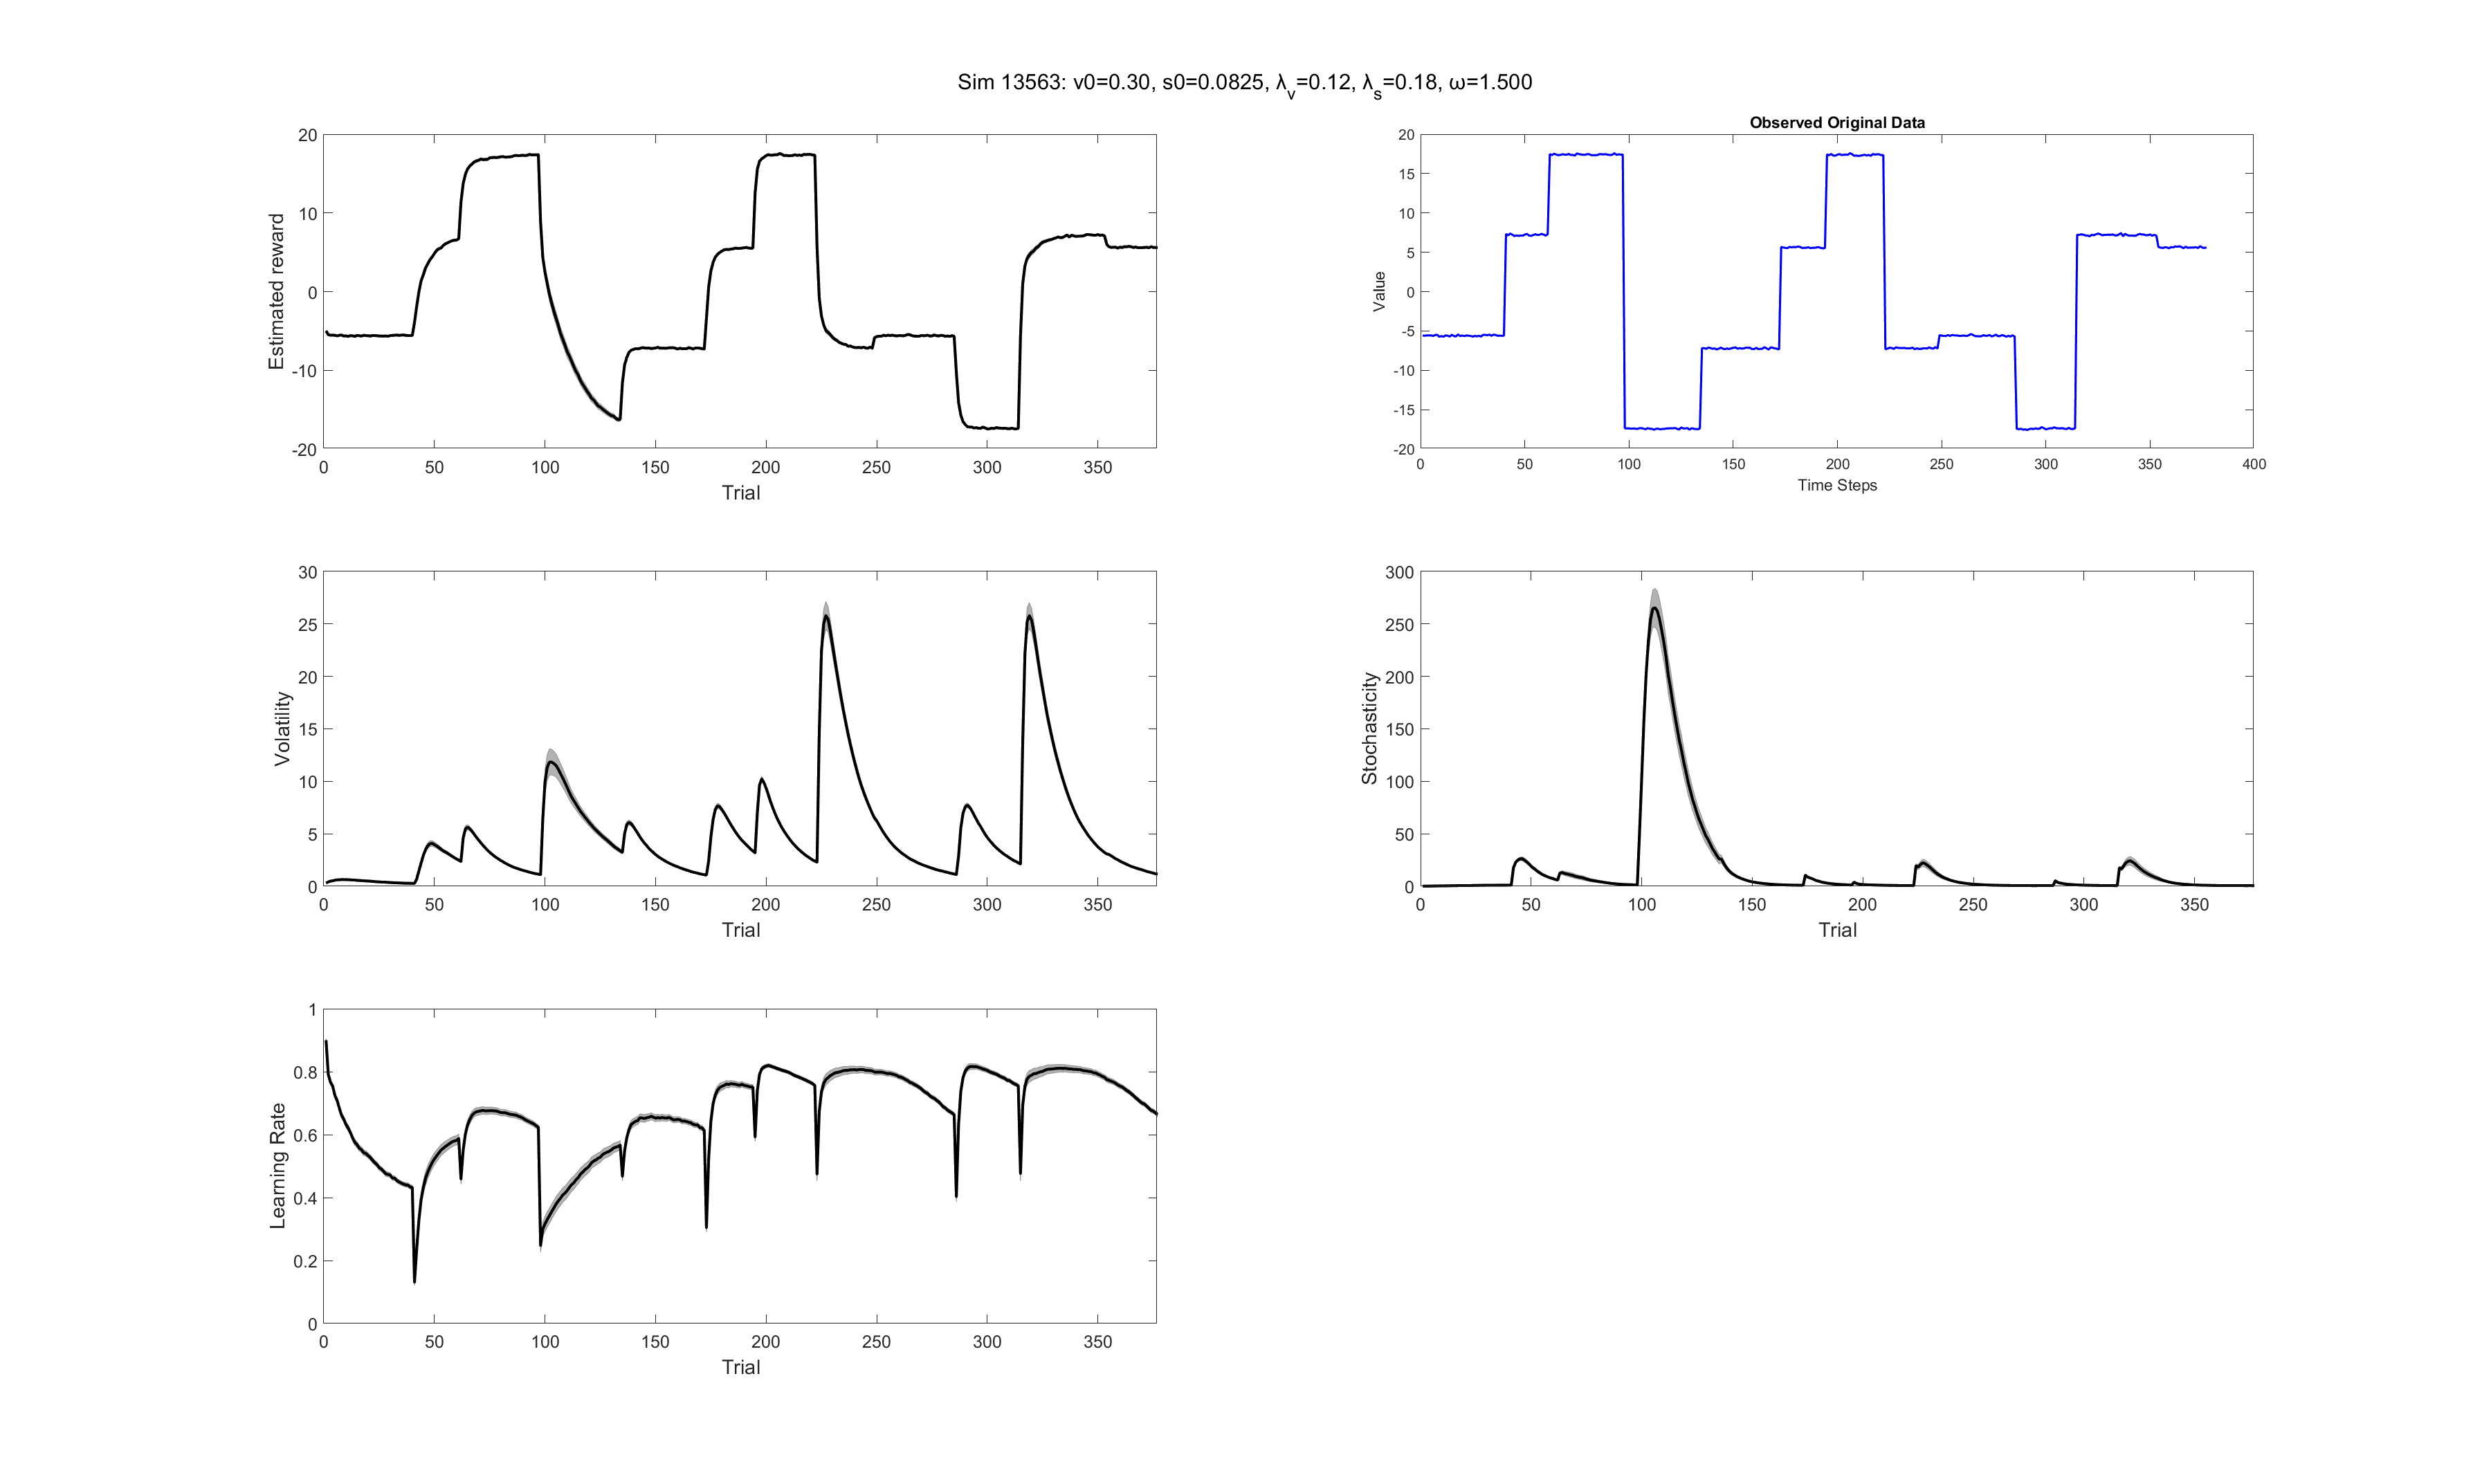 Sim 13563: v0=0.30, s0=0.0825, λv=0.12, λs=0.18, ω=1.500
20
10
0
-10
-20
Estimated reward
0 50 100 150 200 250 300 350
Trial
Observed Original Data
20
15
10
5
0
-5
-10
-15
-20
Value
0 50 100 150 200 250 300 350 400
Time Steps
30
25
20
15
10
5
0
Volatility
0 50 100 150 200 250 300 350
Trial
300
250
200
150
100
50
0
Stochasticity
0 50 100 150 200 250 300 350
Trial
1
0.8
0.6
0.4
0.2
0
Learning Rate
0 50 100 150 200 250 300 350
Trial